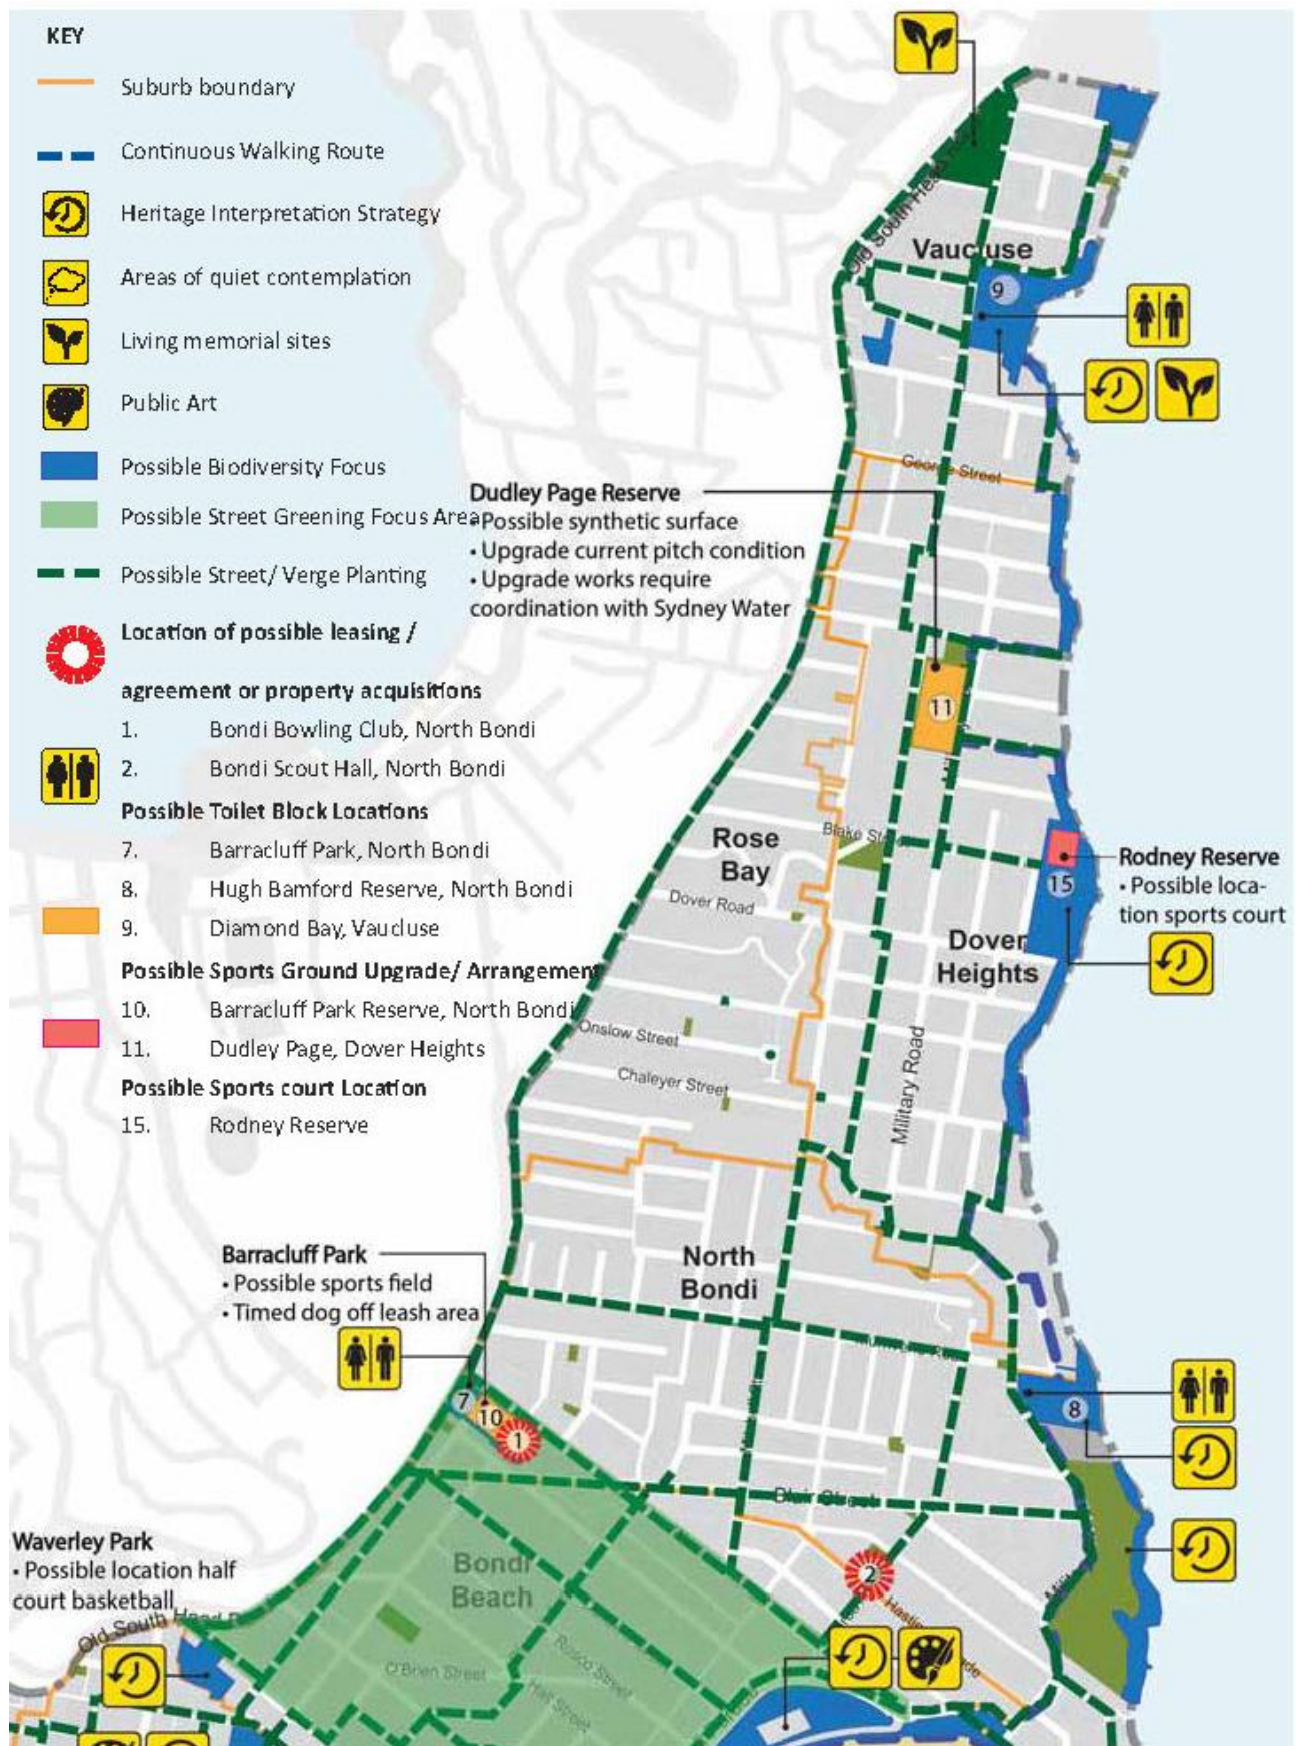 KEY
Suburb boundary
Continuous Walking Route
Heritage Interpretation Strategy
Areas of quiet contemplation
Living memorial sites
Public Art
Possible Biodiversity Focus
Possible Street Greening Focus Area
Possible Street/ Verge Planting
Location of possible leasing /
agreement or property acquisitions
1. Bondi Bowling Club, North Bondi
2. Bondi Scout Hall, North Bondi
Possible Toilet Block Locations
7. Barracluff Park, North Bondi
8. Hugh Bamford Reserve, North Bondi
9. Diamond Bay, Vaucluse
Possible Sports Ground Upgrade/ Arrangement
10. Barracluff Park Reserve, North Bondi
11. Dudley Page, Dover Heights
Possible Sports court Location
15. Rodney Reserve
Old South Head
Vaucluse
9
George Street
Dudley Page Reserve
• Possible synthetic surface
• Upgrade current pitch condition
• Upgrade works require
coordination with Sydney Water
11
Blake
Rose
Bay
Dover Road
Rodney Reserve
• Possible loca-
tion sports court
15
Dover
Heights
Onslow Street
Chaleyer Street
Military Road
North
Bondi
Barracluff Park
• Possible sports field
• Timed dog off leash area
7
10
1
8
Blair Street
2
Waverley Park
• Possible location half
court basketball
Old South Head
Bondi
Beach
O'Brien Street
Roscoe Street
Hall Street